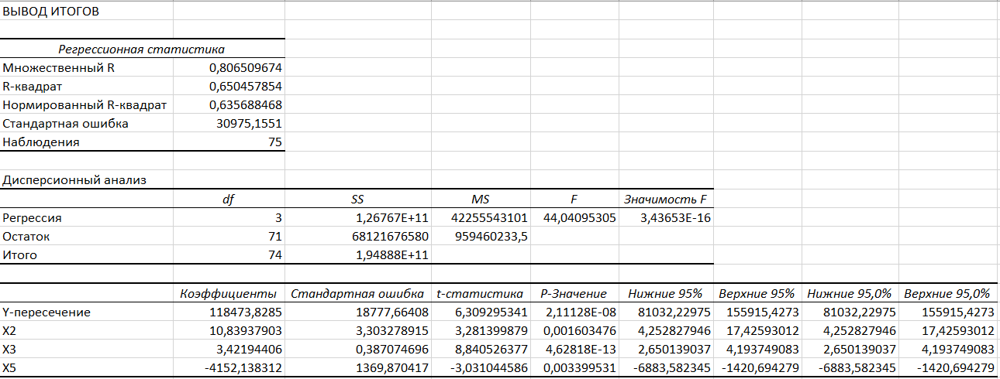 ВЫВОД ИТОГОВ
Регрессионная статистика
Множественный R 0,806509674
R-квадрат 0,650457854
Нормированный R-квадрат 0,635688468
Стандартная ошибка 30975,1551
Наблюдения 75
Дисперсионный анализ
df SS MS F Значимость F
Регрессия 3 1,26767E+11 42255543101 44,04095305 3,43653E-16
Остаток 71 68121676580 959460233,5
Итого 74 1,94888E+11
Коэффициенты Стандартная ошибка t-статистика P-Значение Нижние 95% Верхние 95% Нижние 95,0% Верхние 95,0%
Y-пересечение 118473,8285 18777,66408 6,309295341 2,11128E-08 81032,22975 155915,4273 81032,22975 155915,4273
X2 10,83937903 3,303278915 3,281399879 0,001603476 4,252827946 17,42593012 4,252827946 17,42593012
X3 3,42194406 0,387074696 8,840526377 4,62818E-13 2,650139037 4,193749083 2,650139037 4,193749083
X5 -4152,138312 1369,870417 -3,031044586 0,003399531 -6883,582345 -1420,694279 -6883,582345 -1420,694279